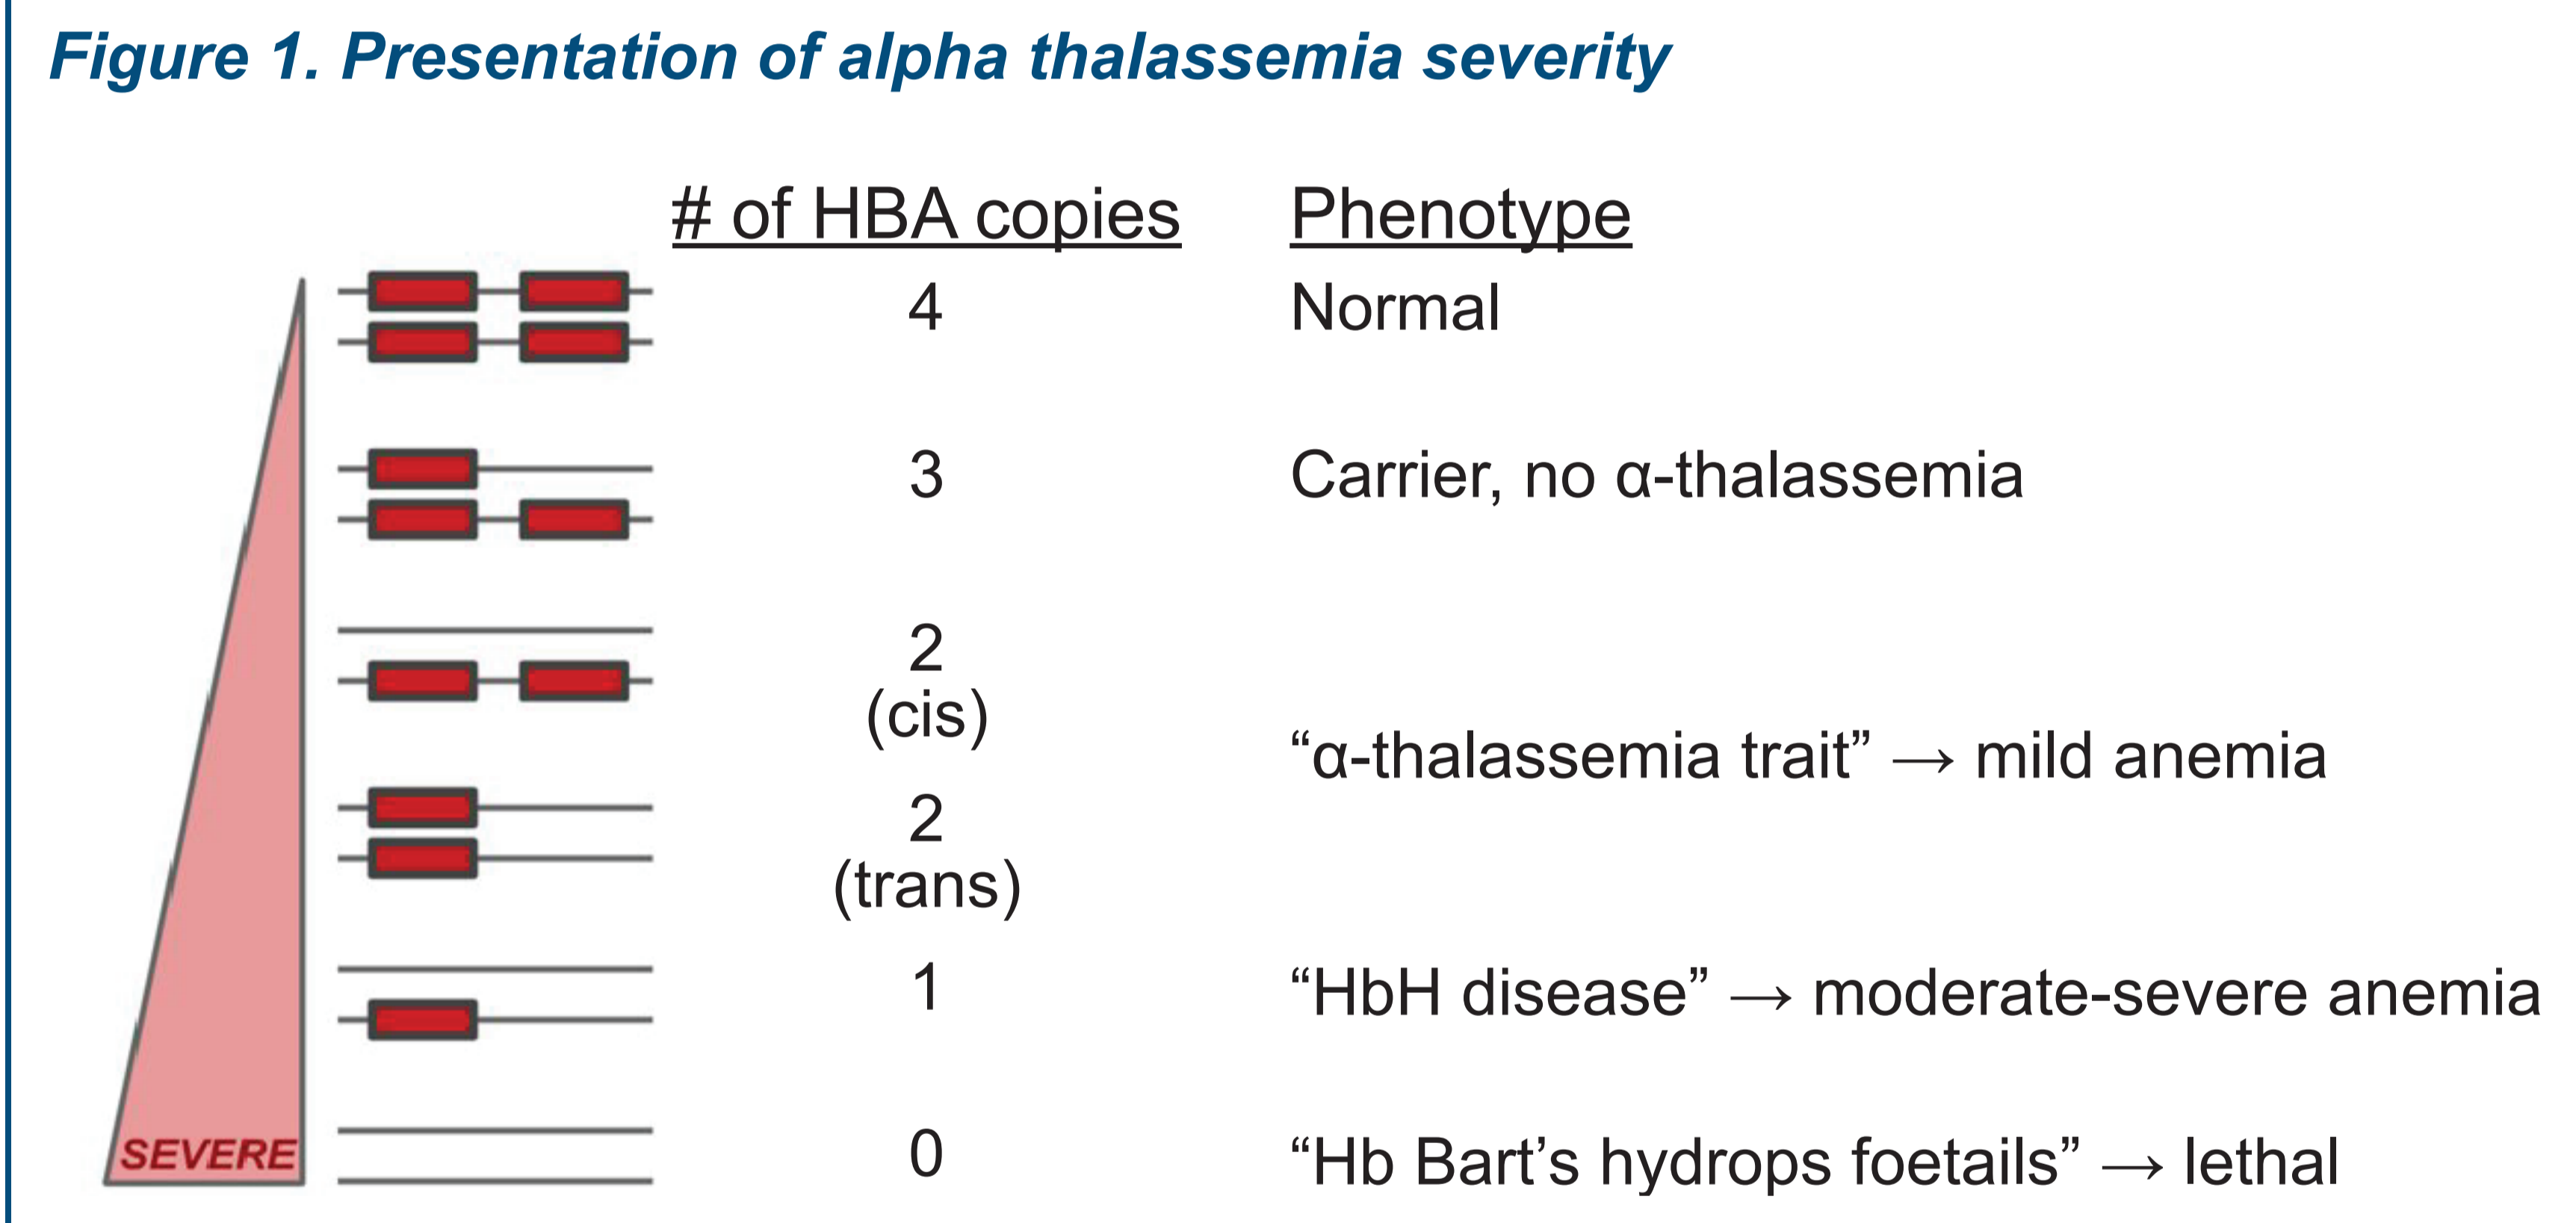 Figure 1. Presentation of alpha thalassemia severity
# of HBA copies Phenotype
4 Normal
3 Carrier, no α-thalassemia
2
(cis)
“α-thalassemia trait” → mild anemia
2
(trans)
1 “HbH disease” → moderate-severe anemia
0 “Hb Bart’s hydrops foetails” → lethal
SEVERE